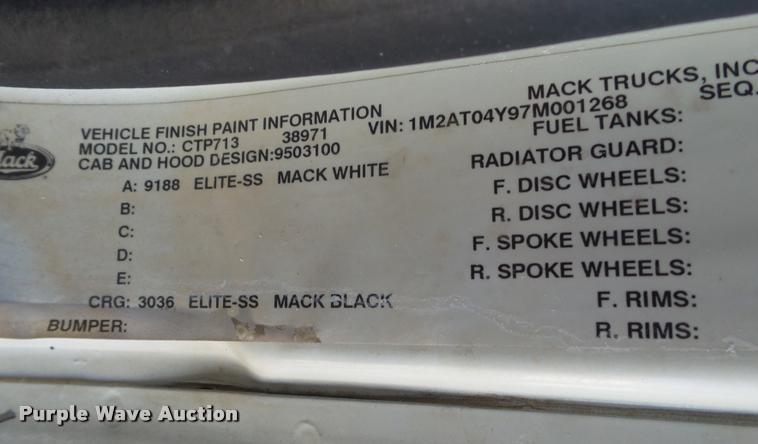 MACK TRUCKS, INC
SEQ.
VEHICLE FINISH PAINT INFORMATION
MODEL NO.: CTP713 38971 VIN: 1M2AT04Y97M001268
CAB AND HOOD DESIGN:9503100
FUEL TANKS:
Mack
A: 9188 ELITE-SS MACK WHITE
RADIATOR GUARD:
B:
F. DISC WHEELS:
C:
R. DISC WHEELS:
D:
F. SPOKE WHEELS:
E:
R. SPOKE WHEELS:
CRG: 3036 ELITE-SS MACK BLACK
F. RIMS:
BUMPER:
R. RIMS:
Purple Wave Auction